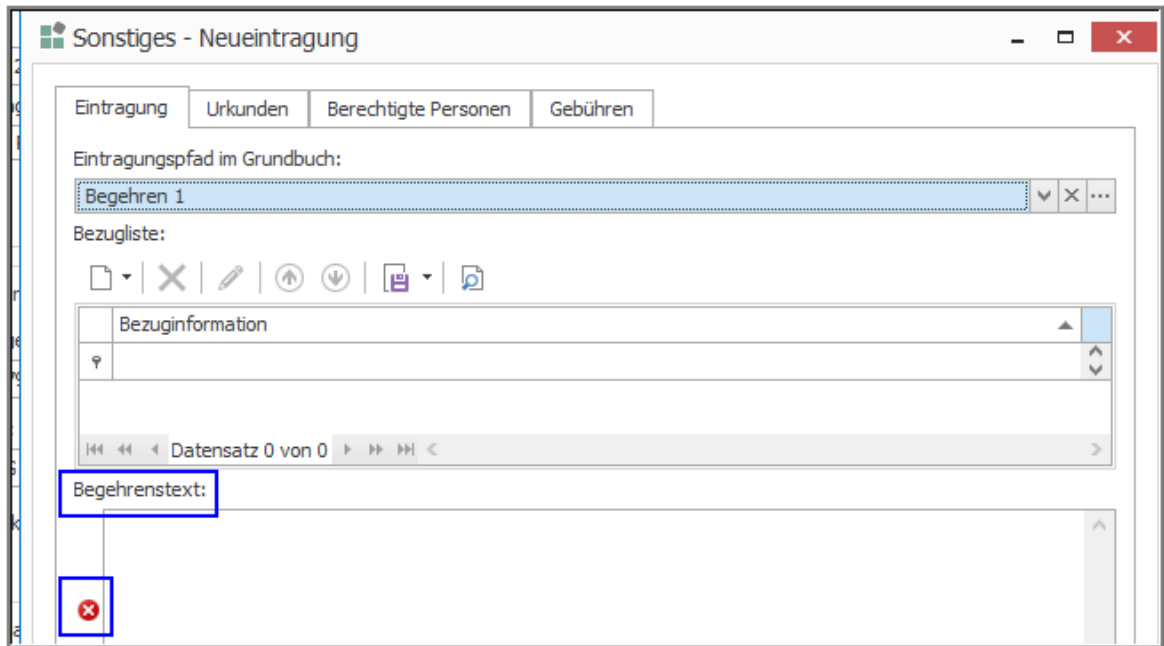 Sonstiges - Neueintragung
Eintragung Urkunden Berechtigte Personen Gebühren
Eintragungspfad im Grundbuch:
Begehren 1
Bezugliste:
Bezuginformation
Datensatz 0 von 0
Begehrenstext: